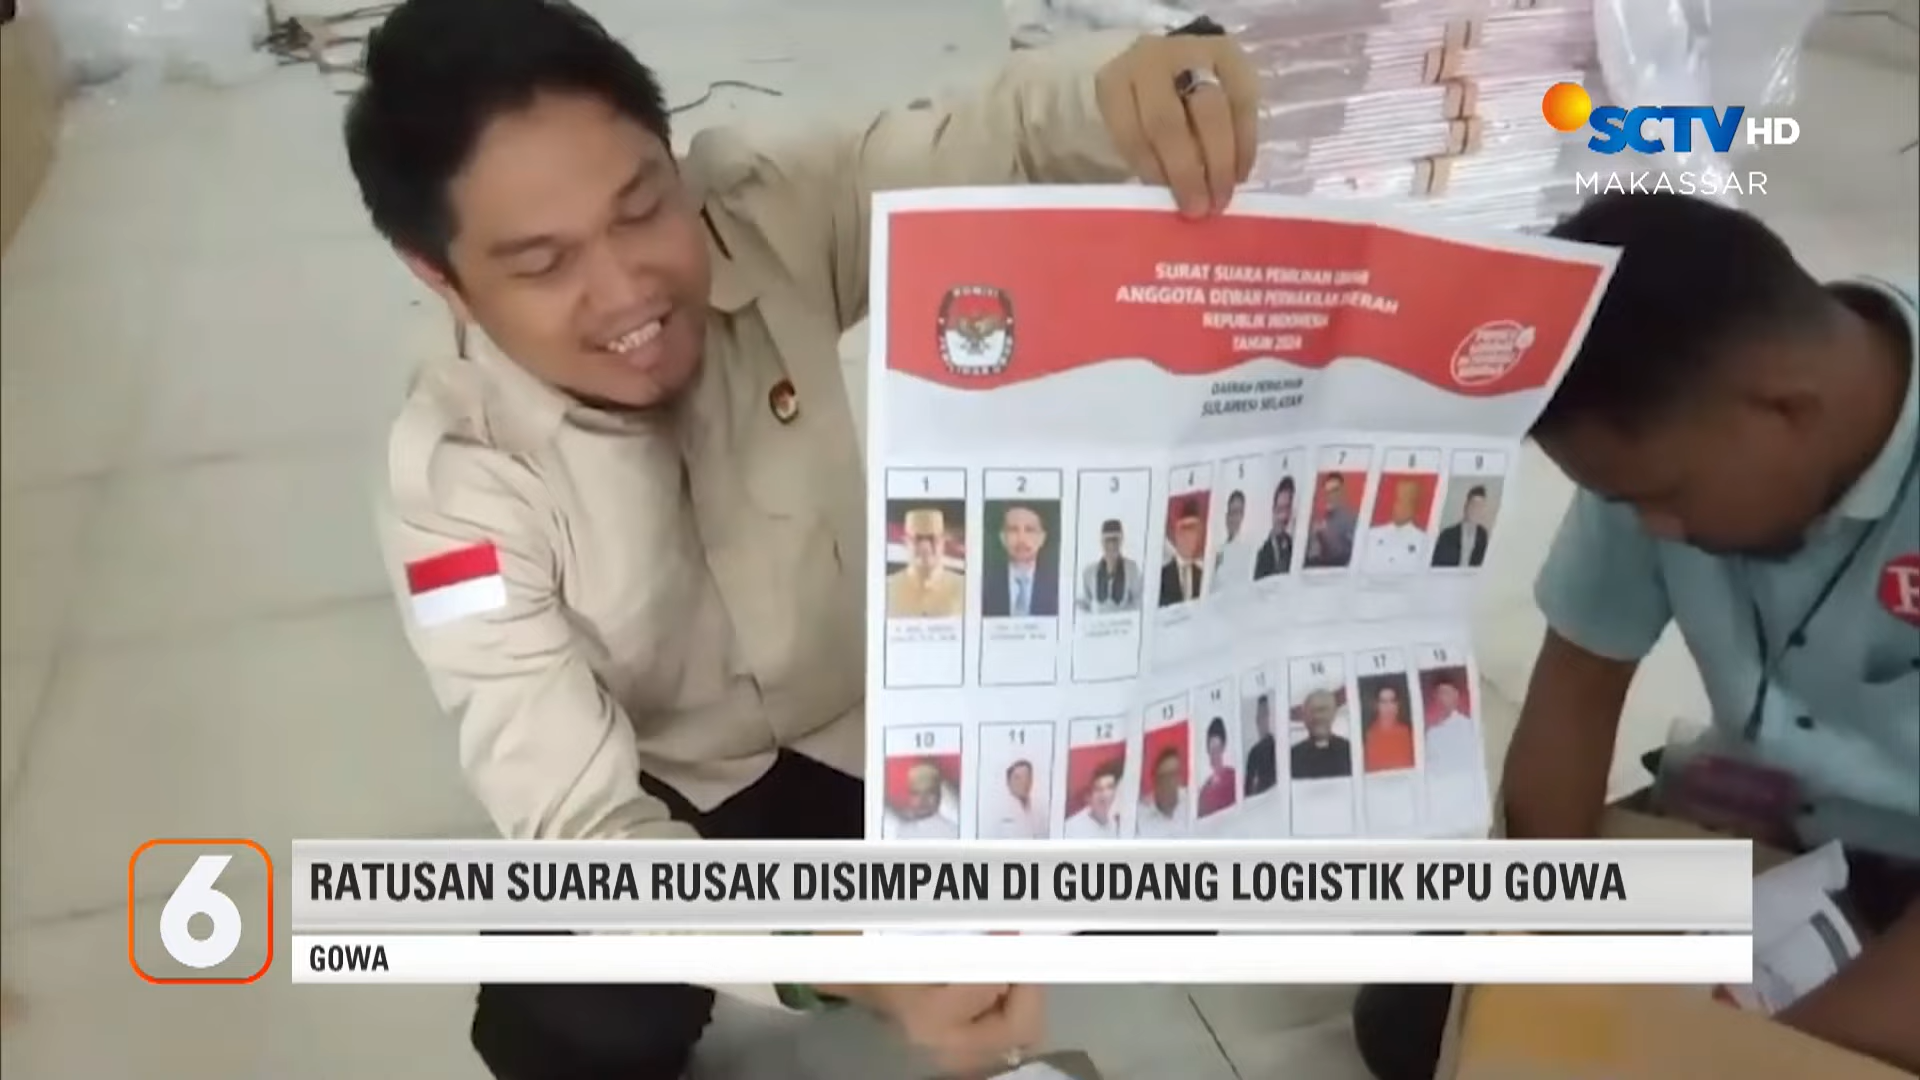 SCTV HD
MAKASSAR
SURAT SUARA PEMILIHAN UMUM
ANGGOTA DEWAN PERWAKILAN DAERAH
REPUBLIK INDONESIA
TAHUN 2024
DAERAH PEMILIHAN
SULAWESI SELATAN
1 2 3 4 5 6 7 8 9
10 11 12 13 14 15 16 17 18
6
RATUSAN SUARA RUSAK DISIMPAN DI GUDANG LOGISTIK KPU GOWA
GOWA